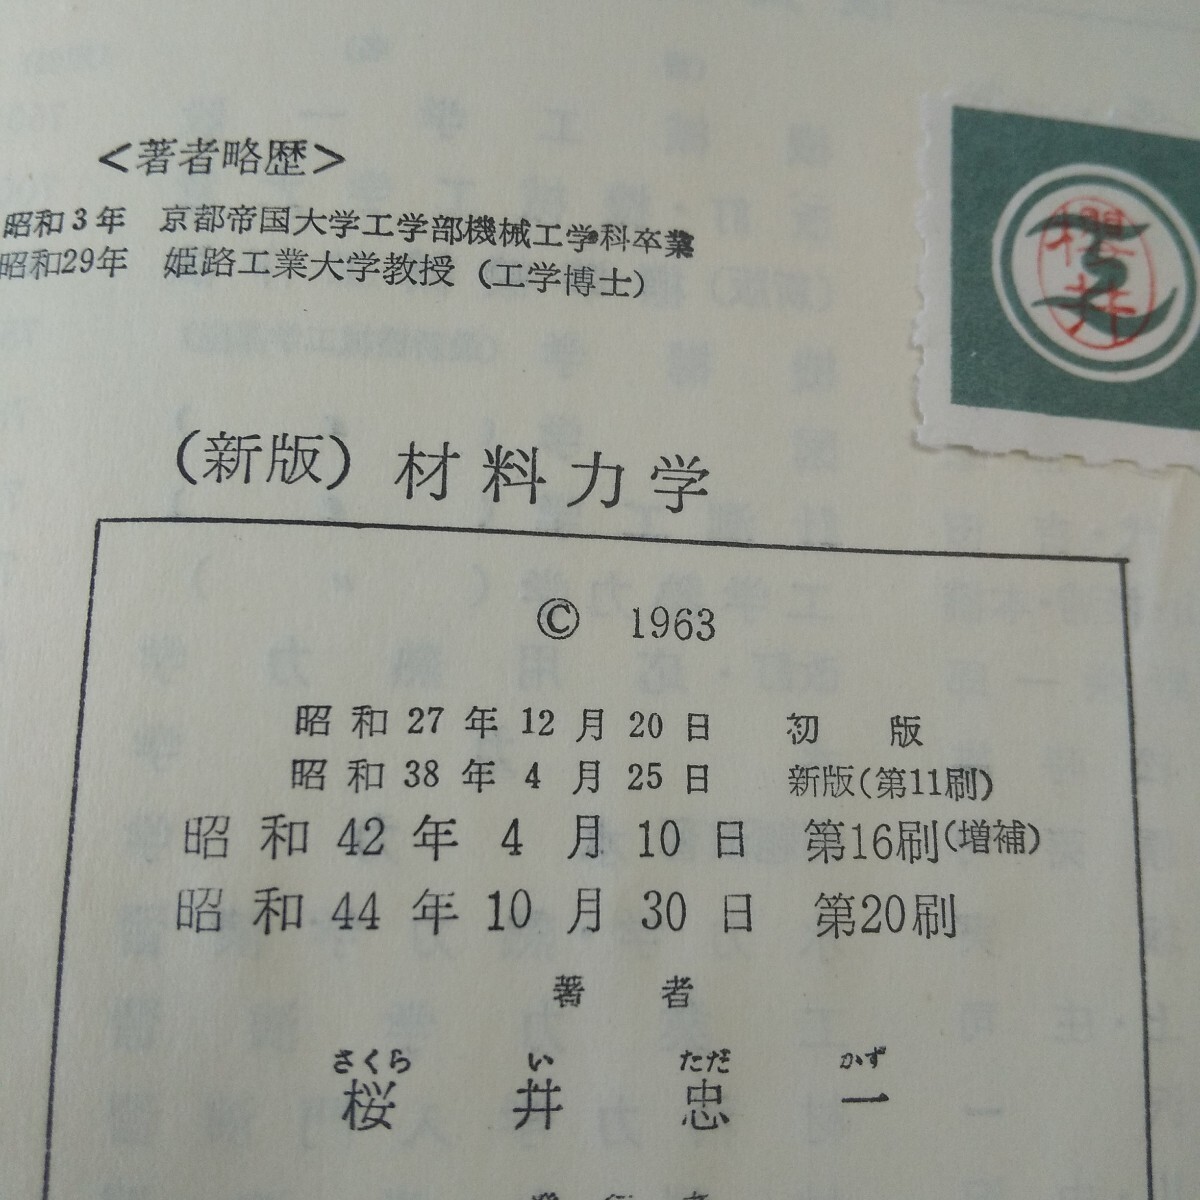 <著者略歴>
昭和3年 京都帝国大学工学部機械工学科卒業
昭和29年 姫路工業大学教授(工学博士)
櫻井
(新版)材料力学
© 1963
昭和27年12月20日 初版
昭和38年4月25日 新版(第11刷)
昭和42年4月10日 第16刷(増補)
昭和44年10月30日 第20刷
著者
さくら い ただ かず
桜井忠一